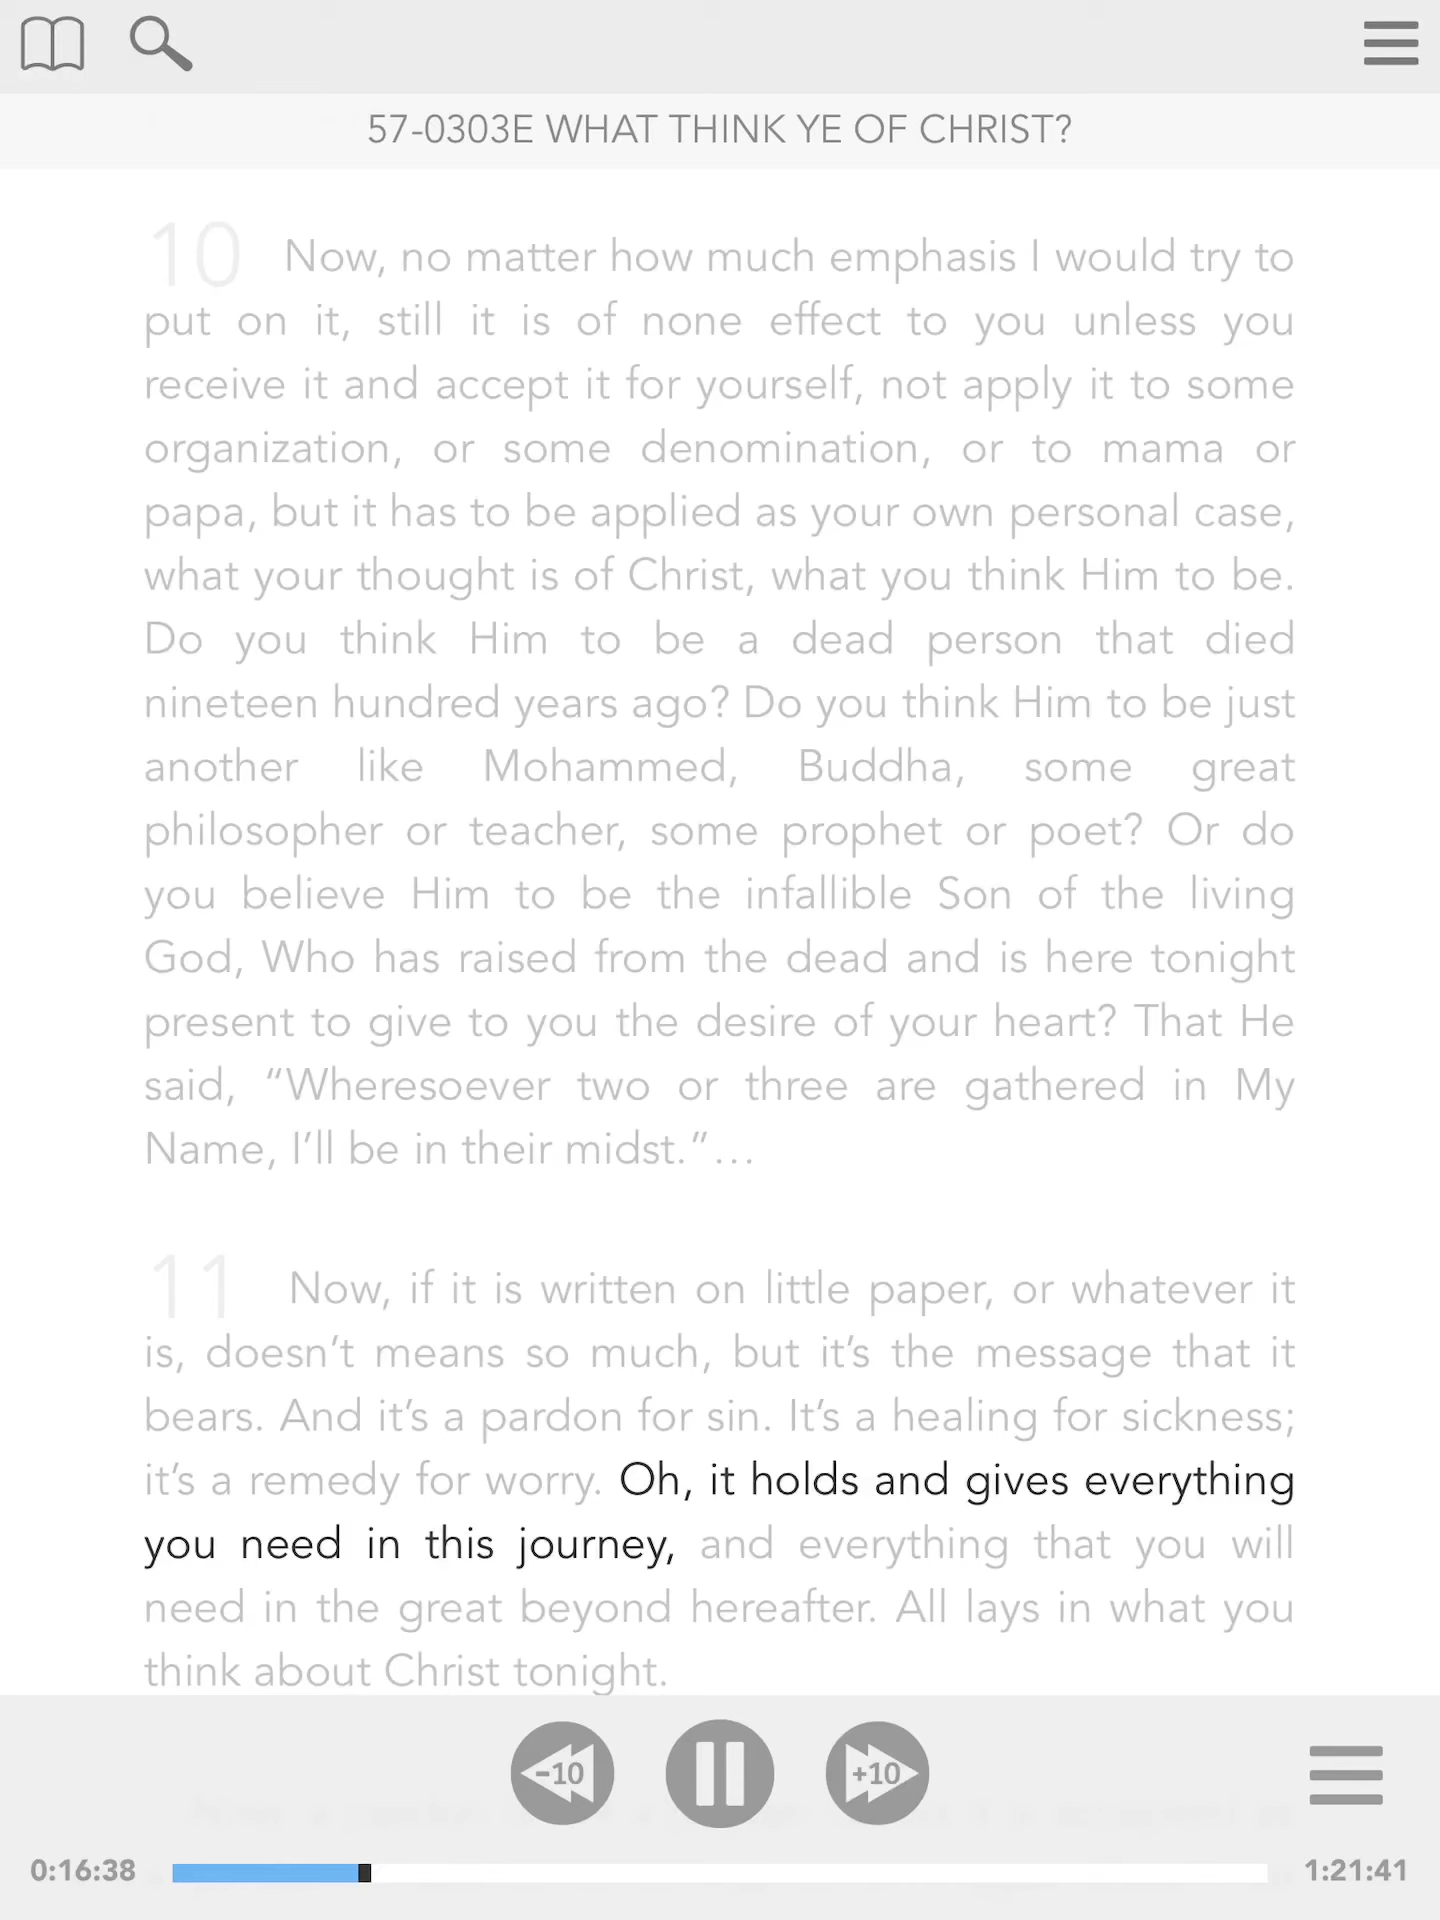 57-0303E WHAT THINK YE OF CHRIST?
10 Now, no matter how much emphasis I would try to
put on it, still it is of none effect to you unless you
receive it and accept it for yourself, not apply it to some
organization, or some denomination, or to mama or
papa, but it has to be applied as your own personal case,
what your thought is of Christ, what you think Him to be.
Do you think Him to be a dead person that died
nineteen hundred years ago? Do you think Him to be just
another like Mohammed, Buddha, some great
philosopher or teacher, some prophet or poet? Or do
you believe Him to be the infallible Son of the living
God, Who has raised from the dead and is here tonight
present to give to you the desire of your heart? That He
said, “Wheresoever two or three are gathered in My
Name, I’ll be in their midst.”…
11 Now, if it is written on little paper, or whatever it
is, doesn’t means so much, but it’s the message that it
bears. And it’s a pardon for sin. It’s a healing for sickness;
it’s a remedy for worry. Oh, it holds and gives everything
you need in this journey, and everything that you will
need in the great beyond hereafter. All lays in what you
think about Christ tonight.
-10 +10
0:16:38 1:21:41